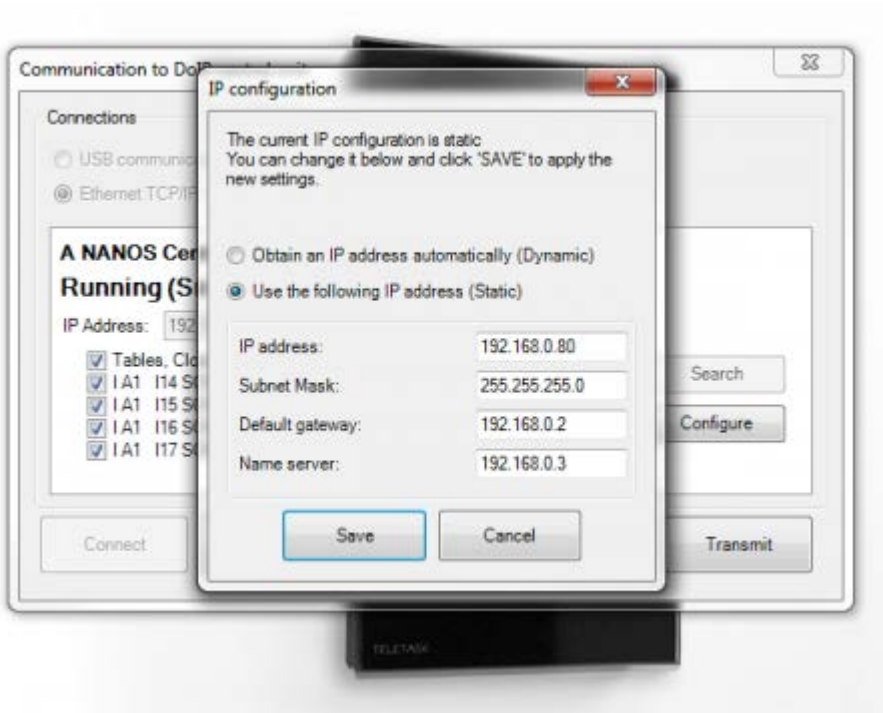 Communication to
IP configuration
Connections
USB
Ethernet TCP/IP
The current IP configuration is static
You can change it below and click 'SAVE' to apply the
new settings.
Obtain an IP address automatically (Dynamic)
Use the following IP address (Static)
A NANOS
Running
IP Address: 192
Tables,
I A1 I14
I A1 I15
I A1 I16
I A1 I17
IP address: 192.168.0.80
Subnet Mask: 255.255.255.0
Default gateway: 192.168.0.2
Name server: 192.168.0.3
Search
Configure
Connect
Save
Cancel
Transmit
TELETASK